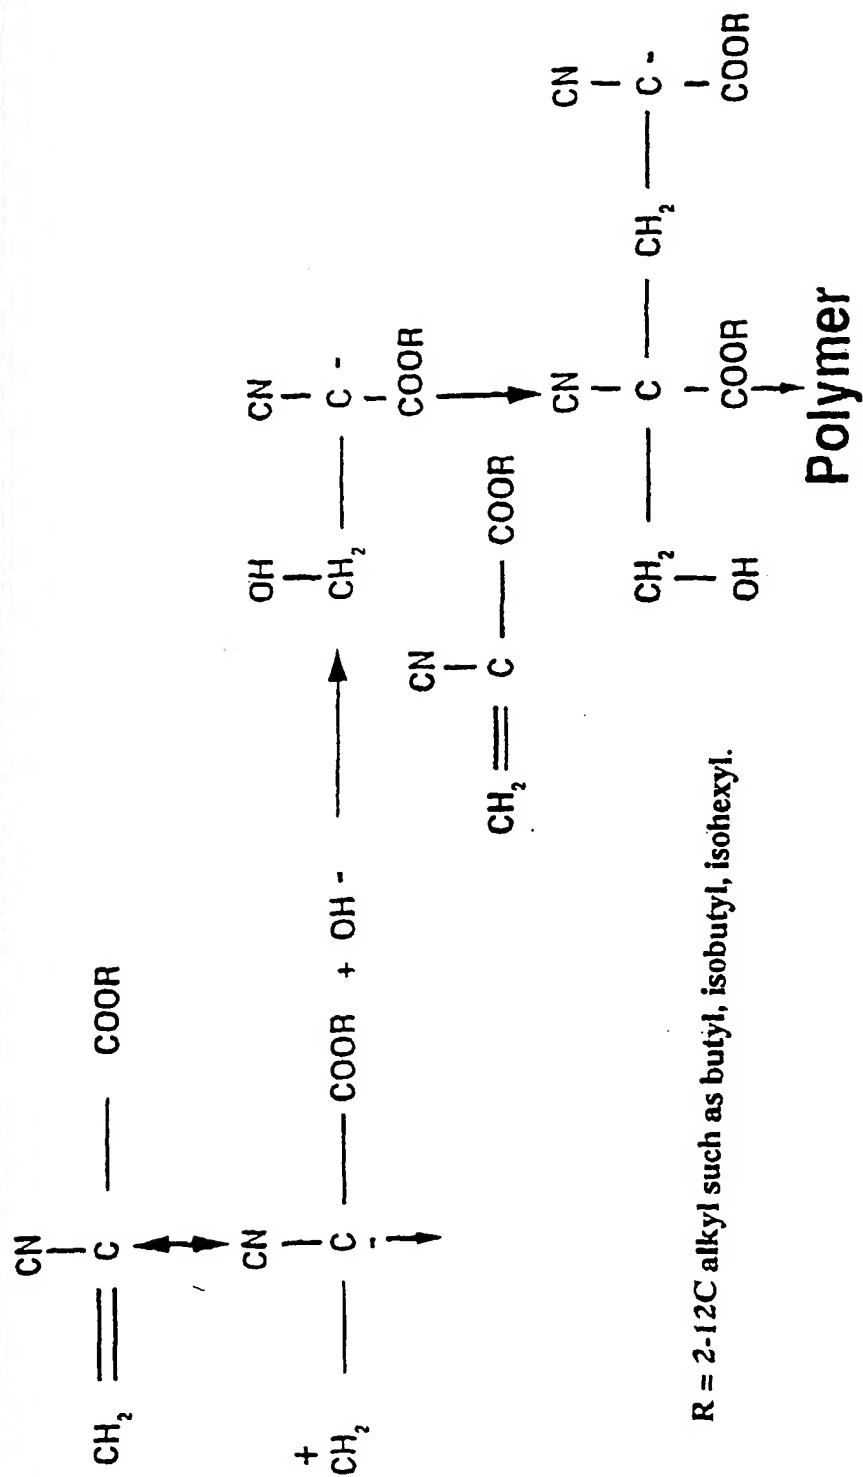 CN
CH₂ = C — COOR
CN OH CN
+
CH₂ — C — COOR + OH - → CH₂ — C -
-
CN COOR
CH₂ = C — COOR
CN CN
CH₂ — C — CH₂ — C -
OH COOR COOR
R = 2-12C alkyl such as butyl, isobutyl, isohexyl.
Polymer